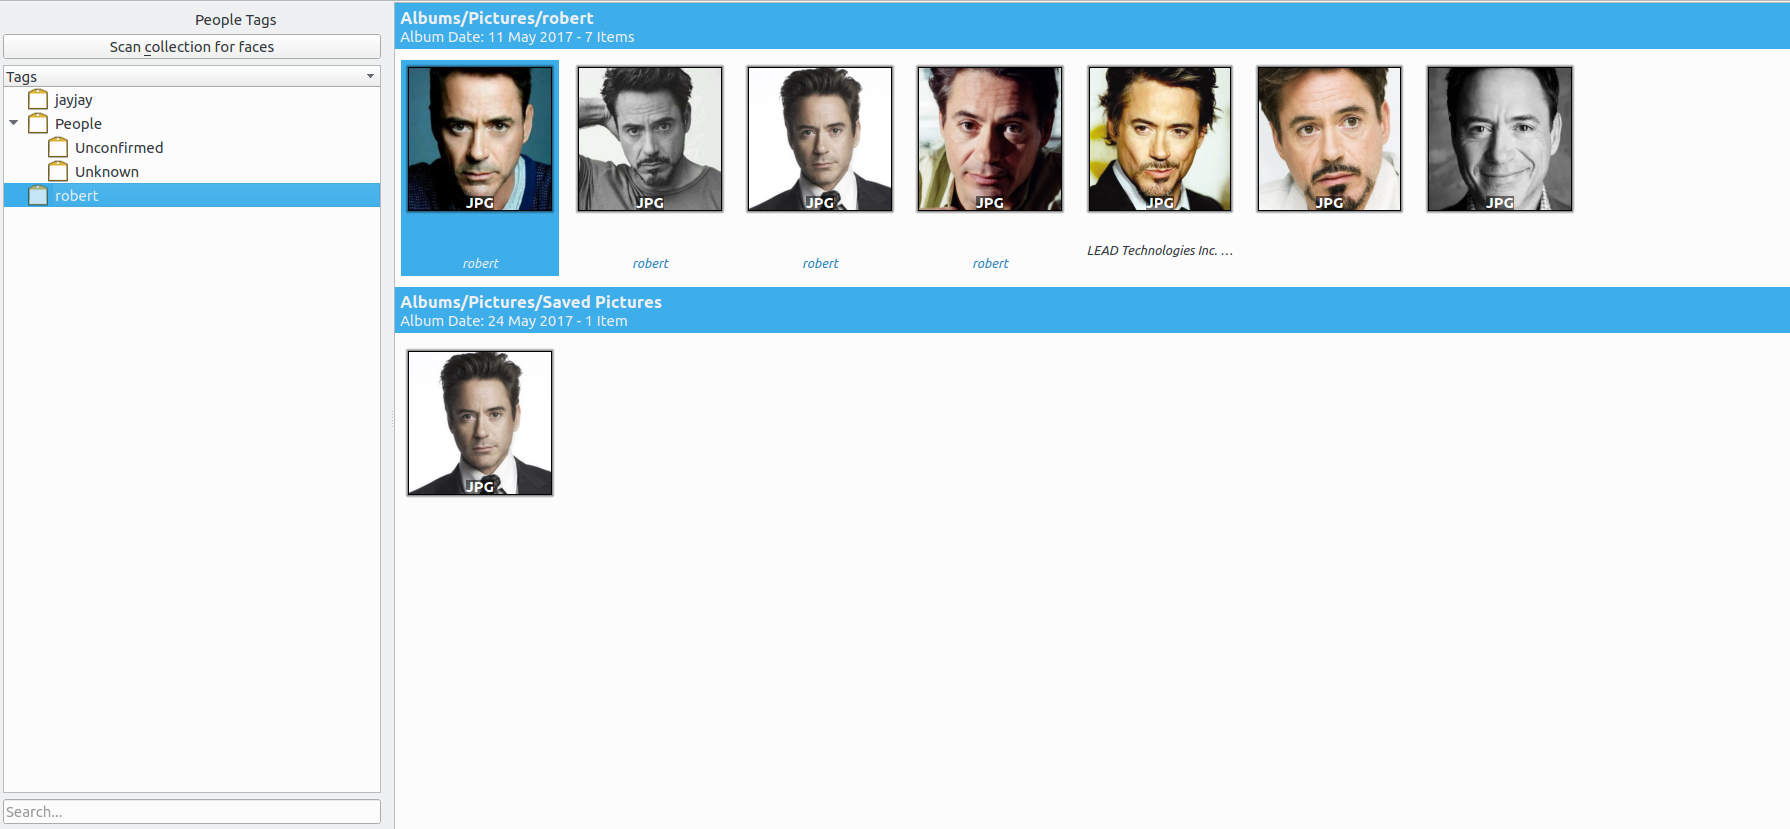 People Tags
Scan collection for faces
Tags
jayjay
People
Unconfirmed
Unknown
robert
Search...
Albums/Pictures/robert
Album Date: 11 May 2017 - 7 Items
JPG JPG JPG JPG JPG JPG JPG
LEAD Technologies Inc. ...
robert robert robert robert
Albums/Pictures/Saved Pictures
Album Date: 24 May 2017 - 1 Item
JPG